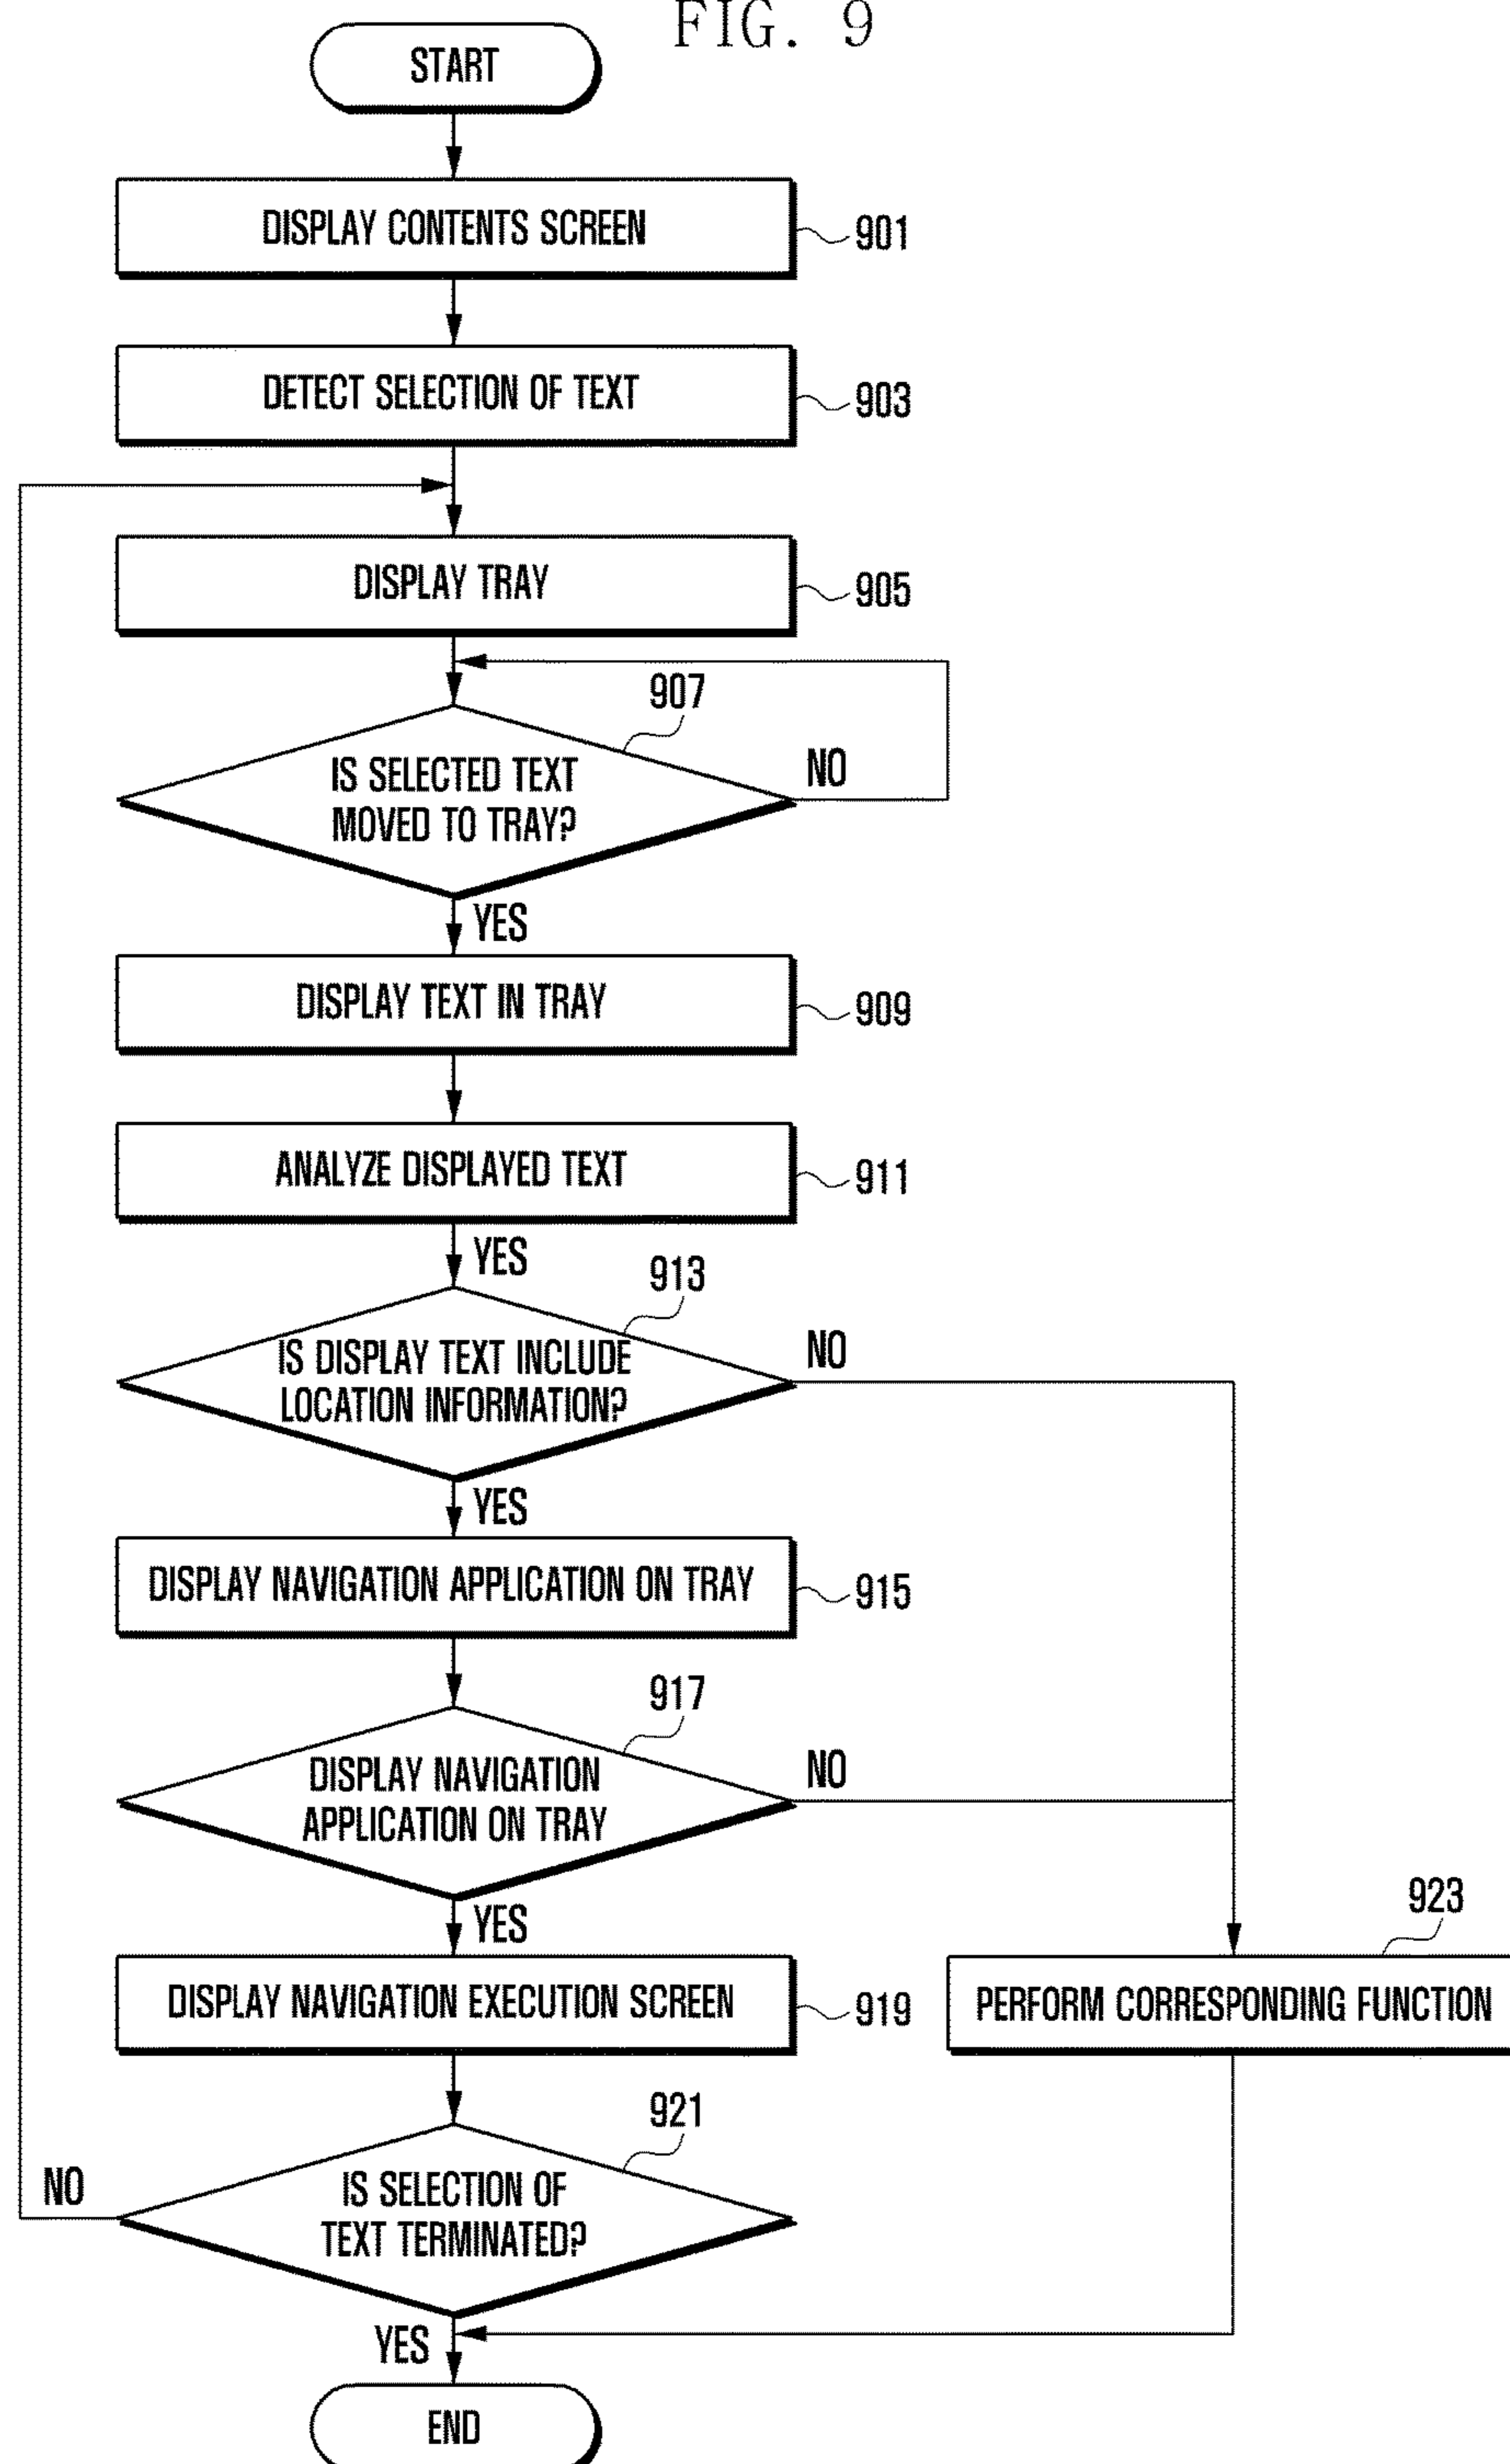 FIG. 9
START
DISPLAY CONTENTS SCREEN
901
DETECT SELECTION OF TEXT
903
DISPLAY TRAY
905
907
IS SELECTED TEXT
MOVED TO TRAY?
NO
YES
DISPLAY TEXT IN TRAY
909
ANALYZE DISPLAYED TEXT
911
YES
913
IS DISPLAY TEXT INCLUDE
LOCATION INFORMATION?
NO
YES
DISPLAY NAVIGATION APPLICATION ON TRAY
915
917
DISPLAY NAVIGATION
APPLICATION ON TRAY
NO
YES
923
DISPLAY NAVIGATION EXECUTION SCREEN
919
PERFORM CORRESPONDING FUNCTION
921
IS SELECTION OF
TEXT TERMINATED?
NO
YES
END